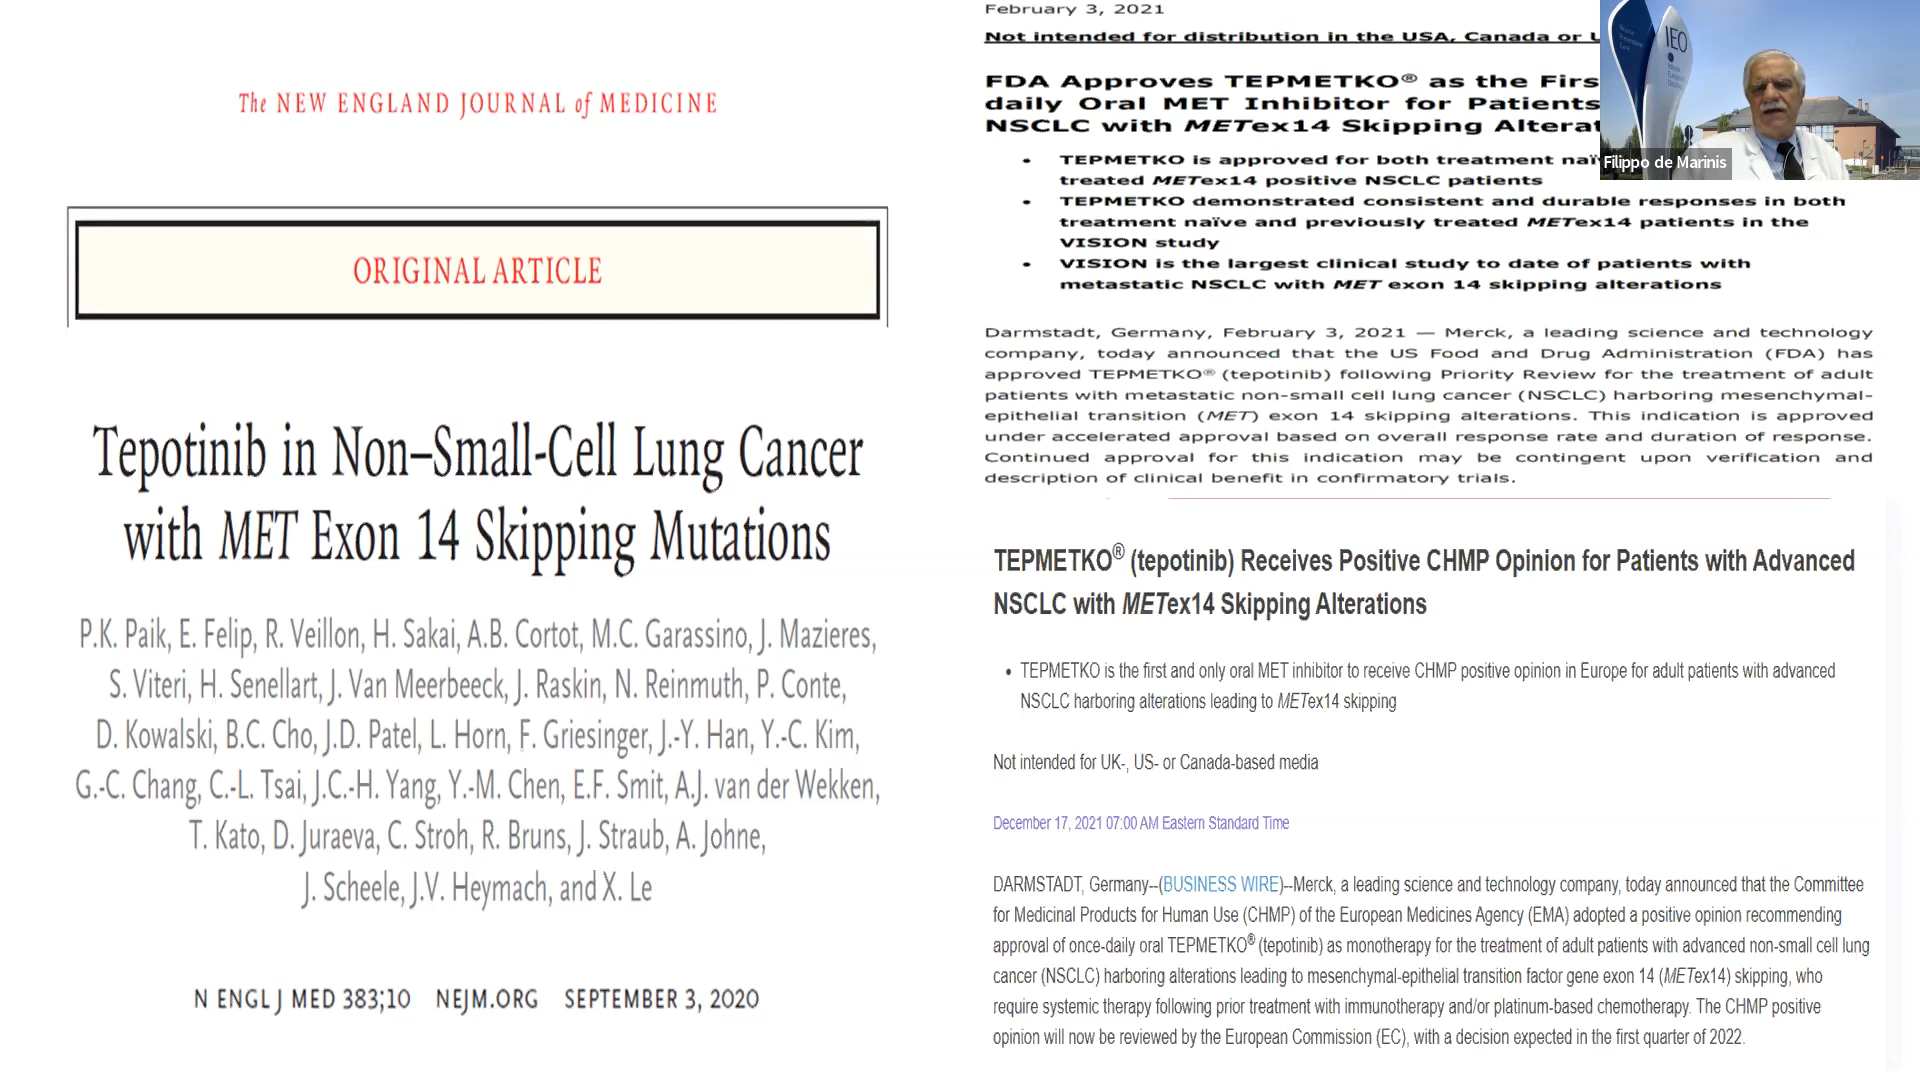 The NEW ENGLAND JOURNAL of MEDICINE
ORIGINAL ARTICLE
Tepotinib in Non–Small-Cell Lung Cancer
with MET Exon 14 Skipping Mutations
P.K. Paik, E. Felip, R. Veillon, H. Sakai, A.B. Cortot, M.C. Garassino, J. Mazieres,
S. Viteri, H. Senellart, J. Van Meerbeeck, J. Raskin, N. Reinmuth, P. Conte,
D. Kowalski, B.C. Cho, J.D. Patel, L. Horn, F. Griesinger, J.-Y. Han, Y.-C. Kim,
G.-C. Chang, C.-L. Tsai, J.C.-H. Yang, Y.-M. Chen, E.F. Smit, A.J. van der Wekken,
T. Kato, D. Juraeva, C. Stroh, R. Bruns, J. Straub, A. Johne,
J. Scheele, J.V. Heymach, and X. Le
N ENGL J MED 383;10 NEJM.ORG SEPTEMBER 3, 2020
February 3, 2021
Not intended for distribution in the USA, Canada or
FDA Approves TEPMETKO® as the Firs
daily Oral MET Inhibitor for Patients
NSCLC with METex14 Skipping Alterat
• TEPMETKO is approved for both treatment naï
treated METex14 positive NSCLC patients
• TEPMETKO demonstrated consistent and durable responses in both
treatment naïve and previously treated METex14 patients in the
VISION study
• VISION is the largest clinical study to date of patients with
metastatic NSCLC with MET exon 14 skipping alterations
Darmstadt, Germany, February 3, 2021 — Merck, a leading science and technology
company, today announced that the US Food and Drug Administration (FDA) has
approved TEPMETKO® (tepotinib) following Priority Review for the treatment of adult
patients with metastatic non-small cell lung cancer (NSCLC) harboring mesenchymal-
epithelial transition (MET) exon 14 skipping alterations. This indication is approved
under accelerated approval based on overall response rate and duration of response.
Continued approval for this indication may be contingent upon verification and
description of clinical benefit in confirmatory trials.
TEPMETKO® (tepotinib) Receives Positive CHMP Opinion for Patients with Advanced
NSCLC with METex14 Skipping Alterations
• TEPMETKO is the first and only oral MET inhibitor to receive CHMP positive opinion in Europe for adult patients with advanced
NSCLC harboring alterations leading to METex14 skipping
Not intended for UK-, US- or Canada-based media
December 17, 2021 07:00 AM Eastern Standard Time
DARMSTADT, Germany--(BUSINESS WIRE)--Merck, a leading science and technology company, today announced that the Committee
for Medicinal Products for Human Use (CHMP) of the European Medicines Agency (EMA) adopted a positive opinion recommending
approval of once-daily oral TEPMETKO® (tepotinib) as monotherapy for the treatment of adult patients with advanced non-small cell lung
cancer (NSCLC) harboring alterations leading to mesenchymal-epithelial transition factor gene exon 14 (METex14) skipping, who
require systemic therapy following prior treatment with immunotherapy and/or platinum-based chemotherapy. The CHMP positive
opinion will now be reviewed by the European Commission (EC), with a decision expected in the first quarter of 2022.
IEO
Filippo de Marinis